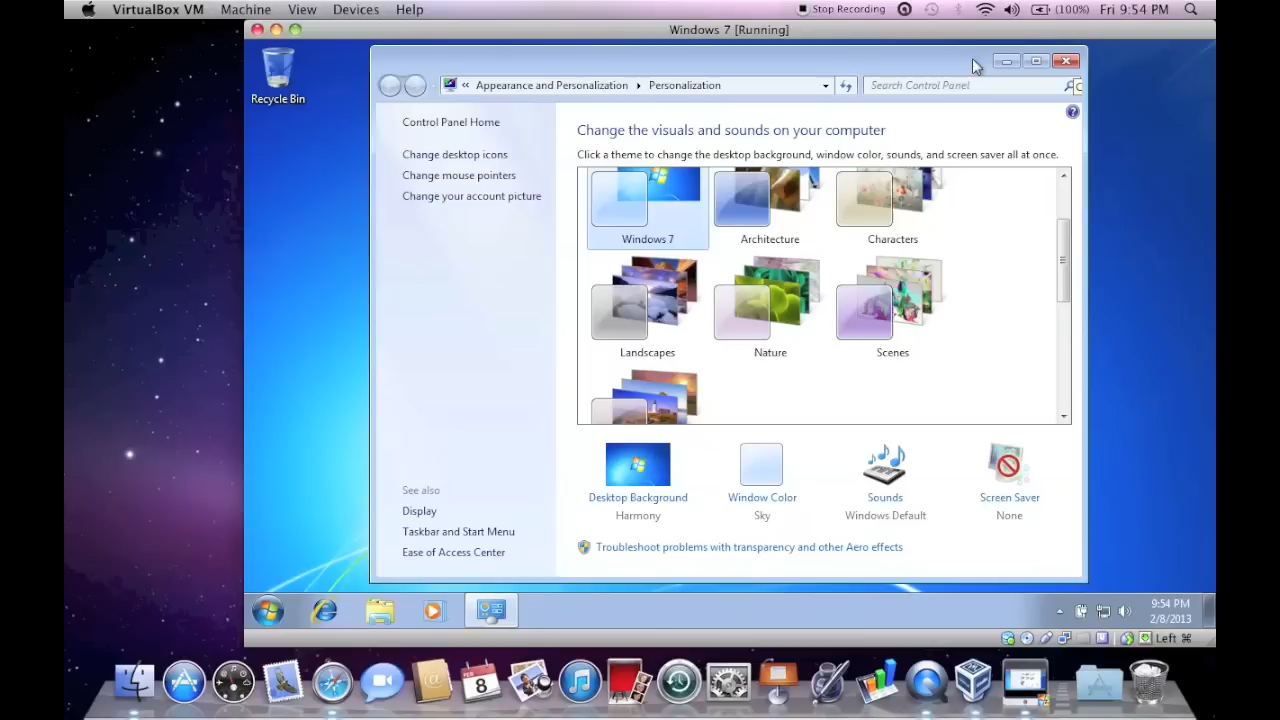 VirtualBox VM Machine View Devices Help Stop Recording (100%) Fri 9:54 PM
Windows 7 [Running]
Recycle Bin
« Appearance and Personalization Personalization Search Control Panel
Control Panel Home
Change desktop icons
Change mouse pointers
Change your account picture
Change the visuals and sounds on your computer
Click a theme to change the desktop background, window color, sounds, and screen saver all at once.
Windows 7 Architecture Characters
Landscapes Nature Scenes
Desktop Background Window Color Sounds Screen Saver
Harmony Sky Windows Default None
Troubleshoot problems with transparency and other Aero effects
See also
Display
Taskbar and Start Menu
Ease of Access Center
9:54 PM
2/8/2013
Left ⌘
FEB
8